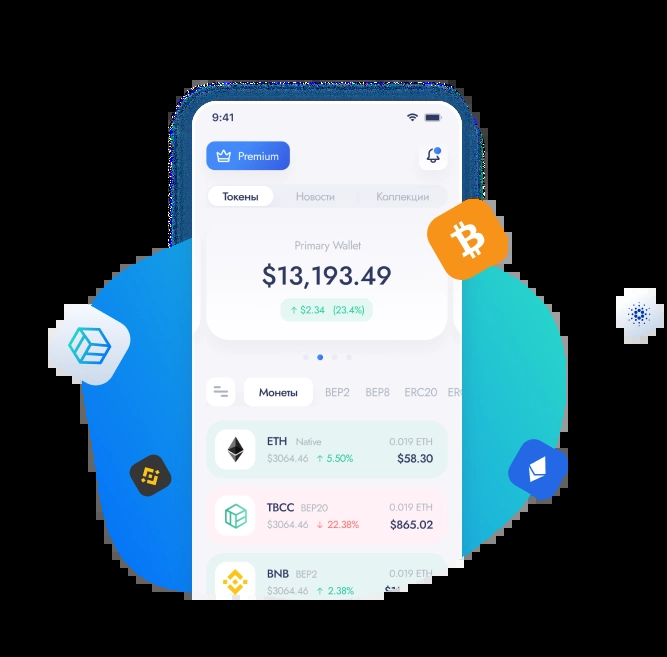 9:41
Premium
Токены Новости Коллекции
Primary Wallet
$13,193.49
↑ $2.34 (23.4%)
Монеты BEP2 BEP8 ERC20
ETH Native 0.019 ETH
$3064.46 ↑ 5.50% $58.30
TBCC BEP20 0.019 ETH
$3064.46 ↓ 22.38% $865.02
BNB BEP2 0.019 ETH
$3064.46 ↑ 2.38%